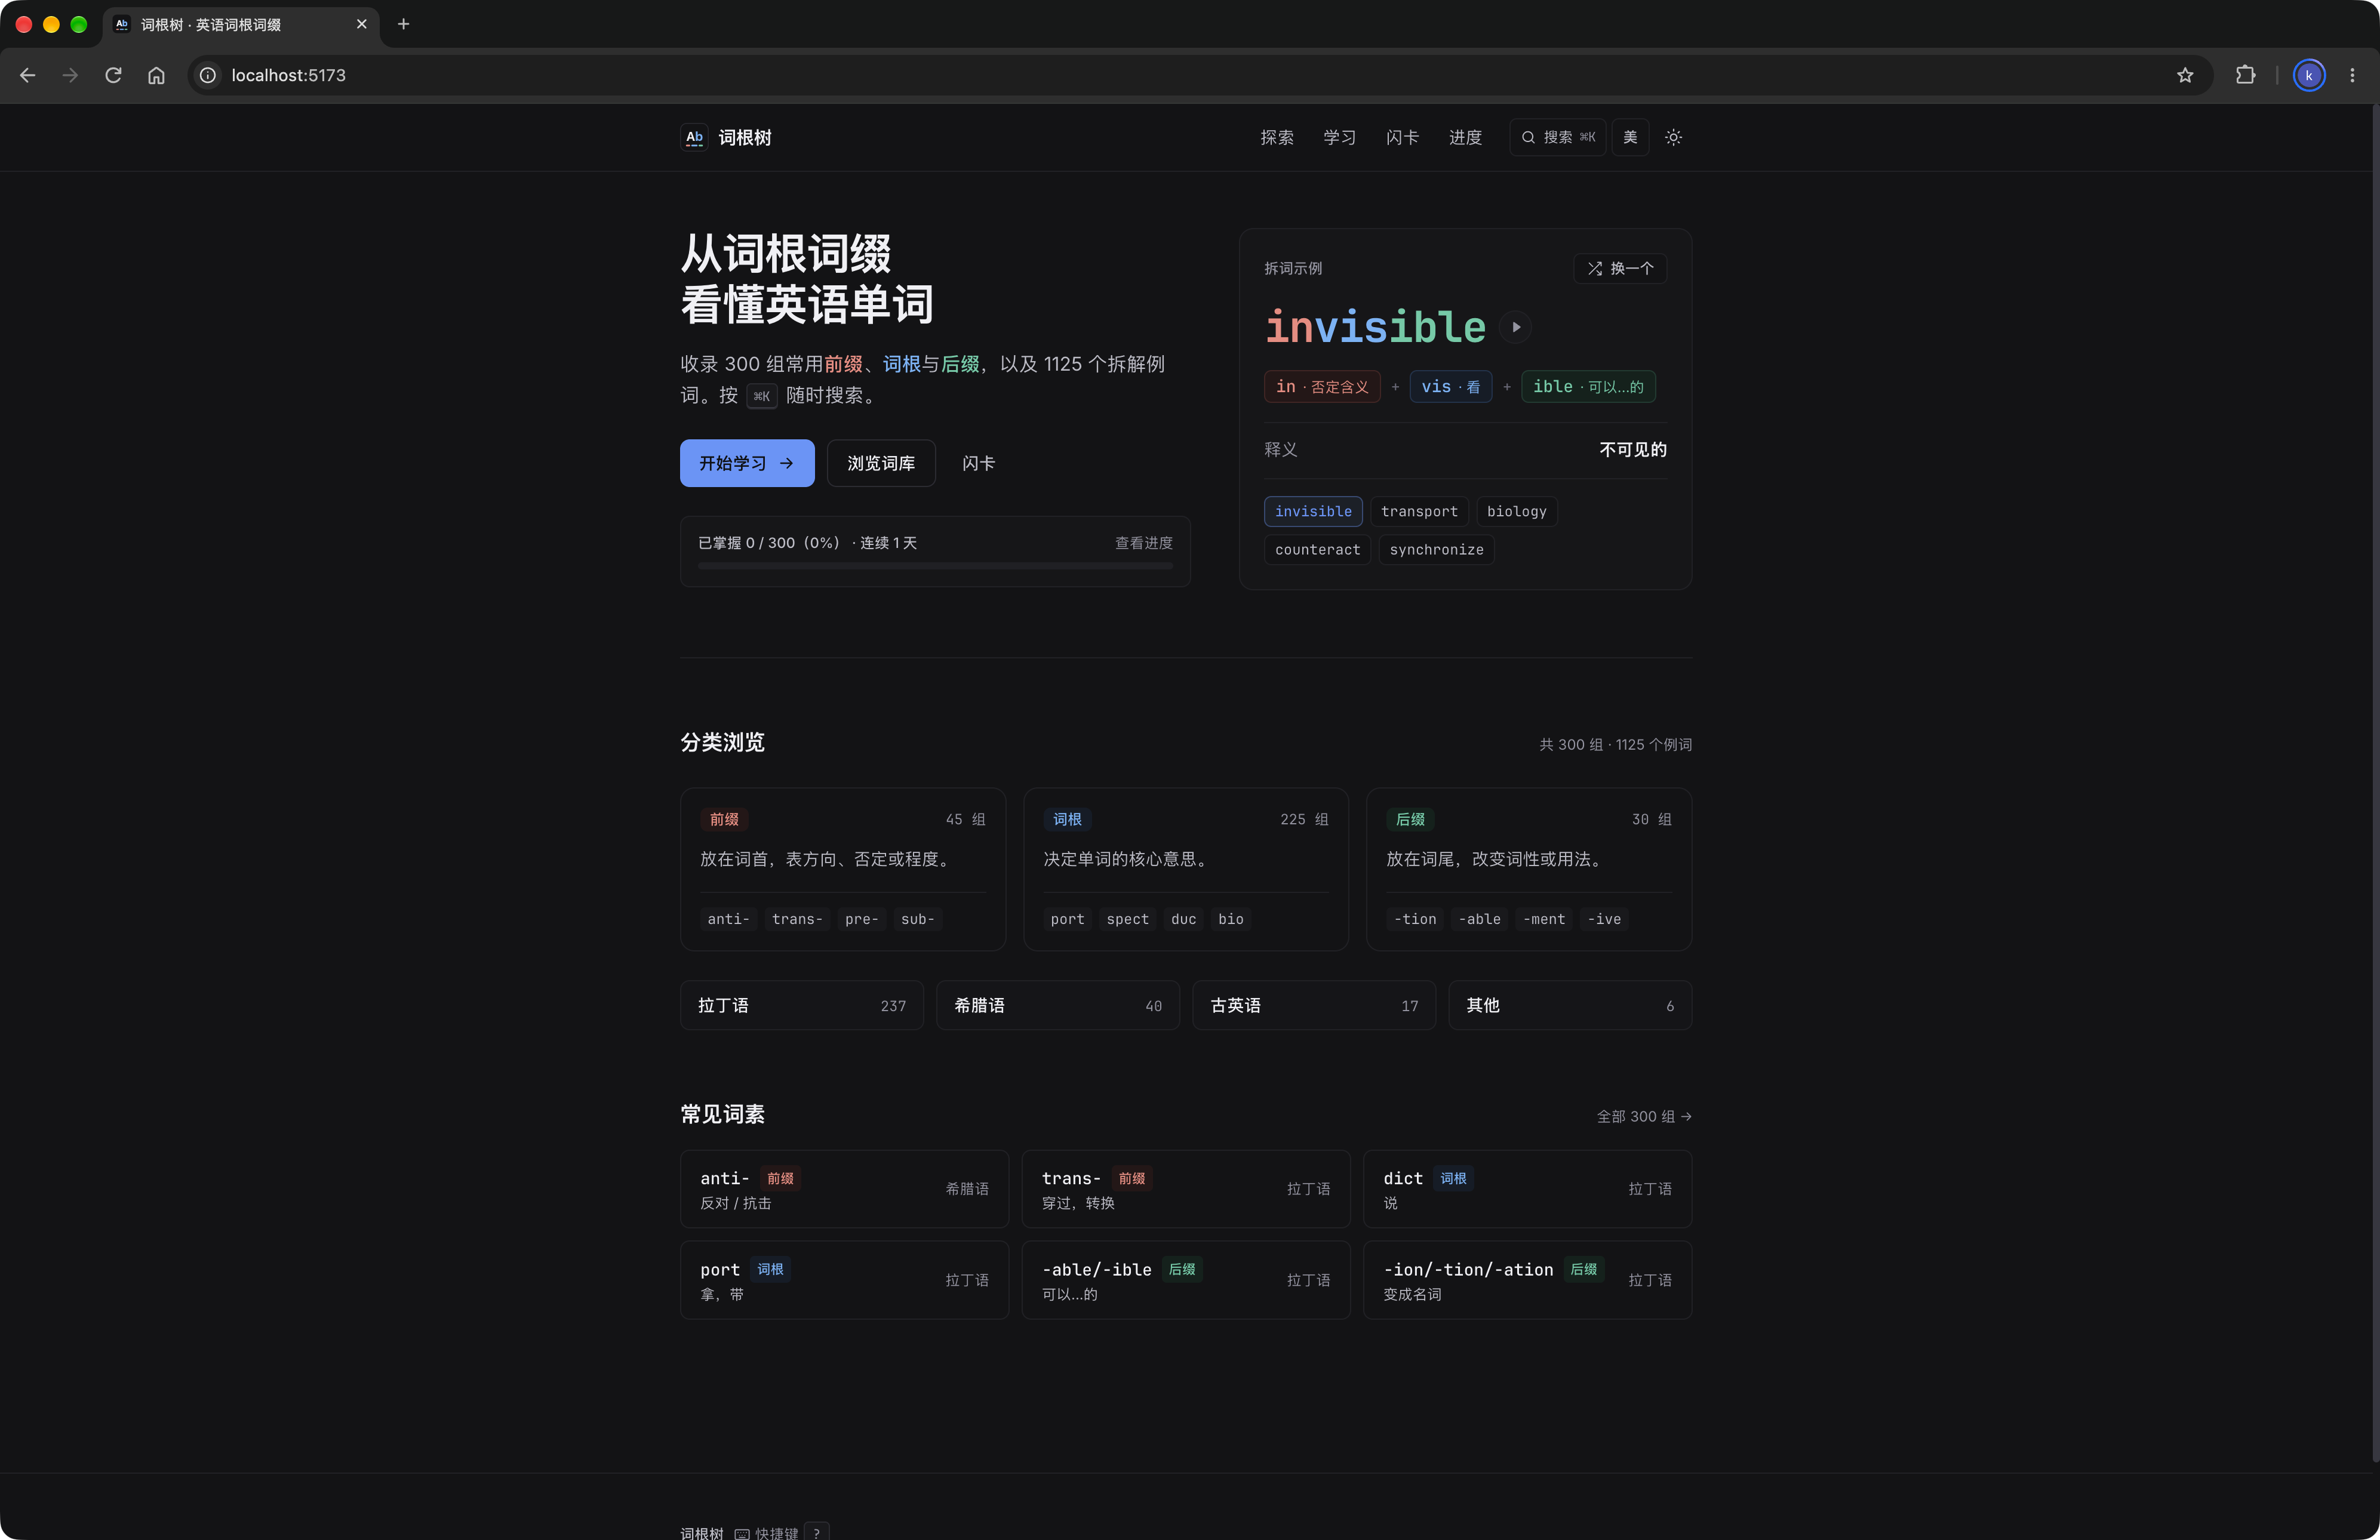 Ab 词根树 · 英语词根词缀
localhost:5173
k
Ab 词根树 探索 学习 闪卡 进度 搜索 ⌘K 美
从词根词缀
看懂英语单词
收录 300 组常用前缀、词根与后缀，以及 1125 个拆解例
词。按 ⌘K 随时搜索。
开始学习 → 浏览词库 闪卡
已掌握 0 / 300（0%） · 连续 1 天 查看进度
拆词示例 换一个
invisible
in · 否定含义 + vis · 看 + ible · 可以...的
释义 不可见的
invisible transport biology
counteract synchronize
分类浏览 共 300 组 · 1125 个例词
前缀 45 组
放在词首，表方向、否定或程度。
anti- trans- pre- sub-
词根 225 组
决定单词的核心意思。
port spect duc bio
后缀 30 组
放在词尾，改变词性或用法。
-tion -able -ment -ive
拉丁语 237 希腊语 40 古英语 17 其他 6
常见词素 全部 300 组 →
anti- 前缀 希腊语
反对 / 抗击
trans- 前缀 拉丁语
穿过，转换
dict 词根 拉丁语
说
port 词根 拉丁语
拿，带
-able/-ible 后缀 拉丁语
可以...的
-ion/-tion/-ation 后缀 拉丁语
变成名词
词根树 快捷键 ?